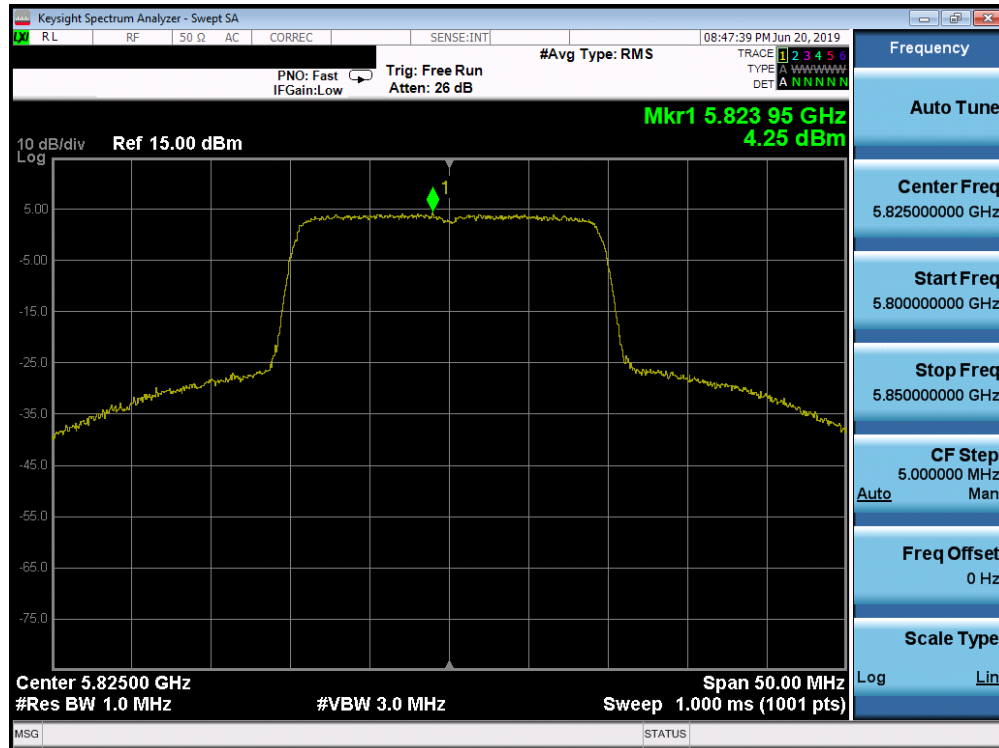 Keysight Spectrum Analyzer - Swept SA
LXI RL RF 50 Ω AC CORREC SENSE:INT 08:47:39 PM Jun 20, 2019
#Avg Type: RMS
TRACE 1 2 3 4 5 6
TYPE A WWWWW
DET A N N N N N
PNO: Fast
IFGain:Low
Trig: Free Run
Atten: 26 dB
Mkr1 5.823 95 GHz
4.25 dBm
10 dB/div
Log
Ref 15.00 dBm
1
5.00
-5.00
-15.0
-25.0
-35.0
-45.0
-55.0
-65.0
-75.0
Center 5.82500 GHz
Span 50.00 MHz
#Res BW 1.0 MHz
#VBW 3.0 MHz
Sweep 1.000 ms (1001 pts)
MSG
STATUS
Frequency
Auto Tune
Center Freq
5.825000000 GHz
Start Freq
5.800000000 GHz
Stop Freq
5.850000000 GHz
CF Step
5.000000 MHz
Auto Man
Freq Offset
0 Hz
Scale Type
Log Lin